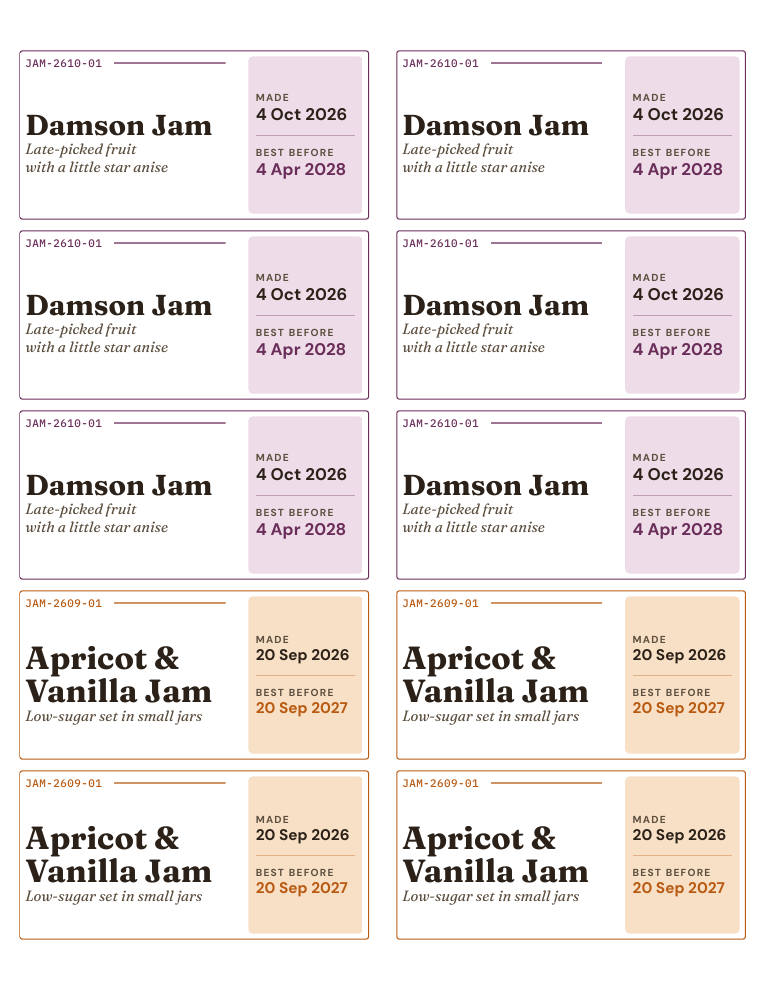 JAM-2610-01
Damson Jam
Late-picked fruit
with a little star anise
MADE
4 Oct 2026
BEST BEFORE
4 Apr 2028
JAM-2610-01
Damson Jam
Late-picked fruit
with a little star anise
MADE
4 Oct 2026
BEST BEFORE
4 Apr 2028
JAM-2610-01
Damson Jam
Late-picked fruit
with a little star anise
MADE
4 Oct 2026
BEST BEFORE
4 Apr 2028
JAM-2610-01
Damson Jam
Late-picked fruit
with a little star anise
MADE
4 Oct 2026
BEST BEFORE
4 Apr 2028
JAM-2610-01
Damson Jam
Late-picked fruit
with a little star anise
MADE
4 Oct 2026
BEST BEFORE
4 Apr 2028
JAM-2610-01
Damson Jam
Late-picked fruit
with a little star anise
MADE
4 Oct 2026
BEST BEFORE
4 Apr 2028
JAM-2609-01
Apricot &
Vanilla Jam
Low-sugar set in small jars
MADE
20 Sep 2026
BEST BEFORE
20 Sep 2027
JAM-2609-01
Apricot &
Vanilla Jam
Low-sugar set in small jars
MADE
20 Sep 2026
BEST BEFORE
20 Sep 2027
JAM-2609-01
Apricot &
Vanilla Jam
Low-sugar set in small jars
MADE
20 Sep 2026
BEST BEFORE
20 Sep 2027
JAM-2609-01
Apricot &
Vanilla Jam
Low-sugar set in small jars
MADE
20 Sep 2026
BEST BEFORE
20 Sep 2027